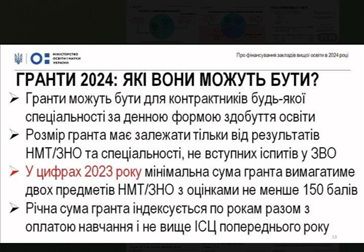 МІНІСТЕРСТВО
ОСВІТИ І НАУКИ
УКРАЇНИ
Про фінансування закладів вищої освіти в 2024 році
ГРАНТИ 2024: ЯКІ ВОНИ МОЖУТЬ БУТИ?
➤ Гранти можуть бути для контрактників будь-якої
спеціальності за денною формою здобуття освіти
➤ Розмір гранта має залежати тільки від результатів
НМТ/ЗНО та спеціальності, не вступних іспитів у ЗВО
➤ У цифрах 2023 року мінімальна сума гранта вимагатиме
двох предметів НМТ/ЗНО з оцінками не менше 150 балів
➤ Річна сума гранта індексується по рокам разом з
оплатою навчання і не вище ІСЦ попереднього року